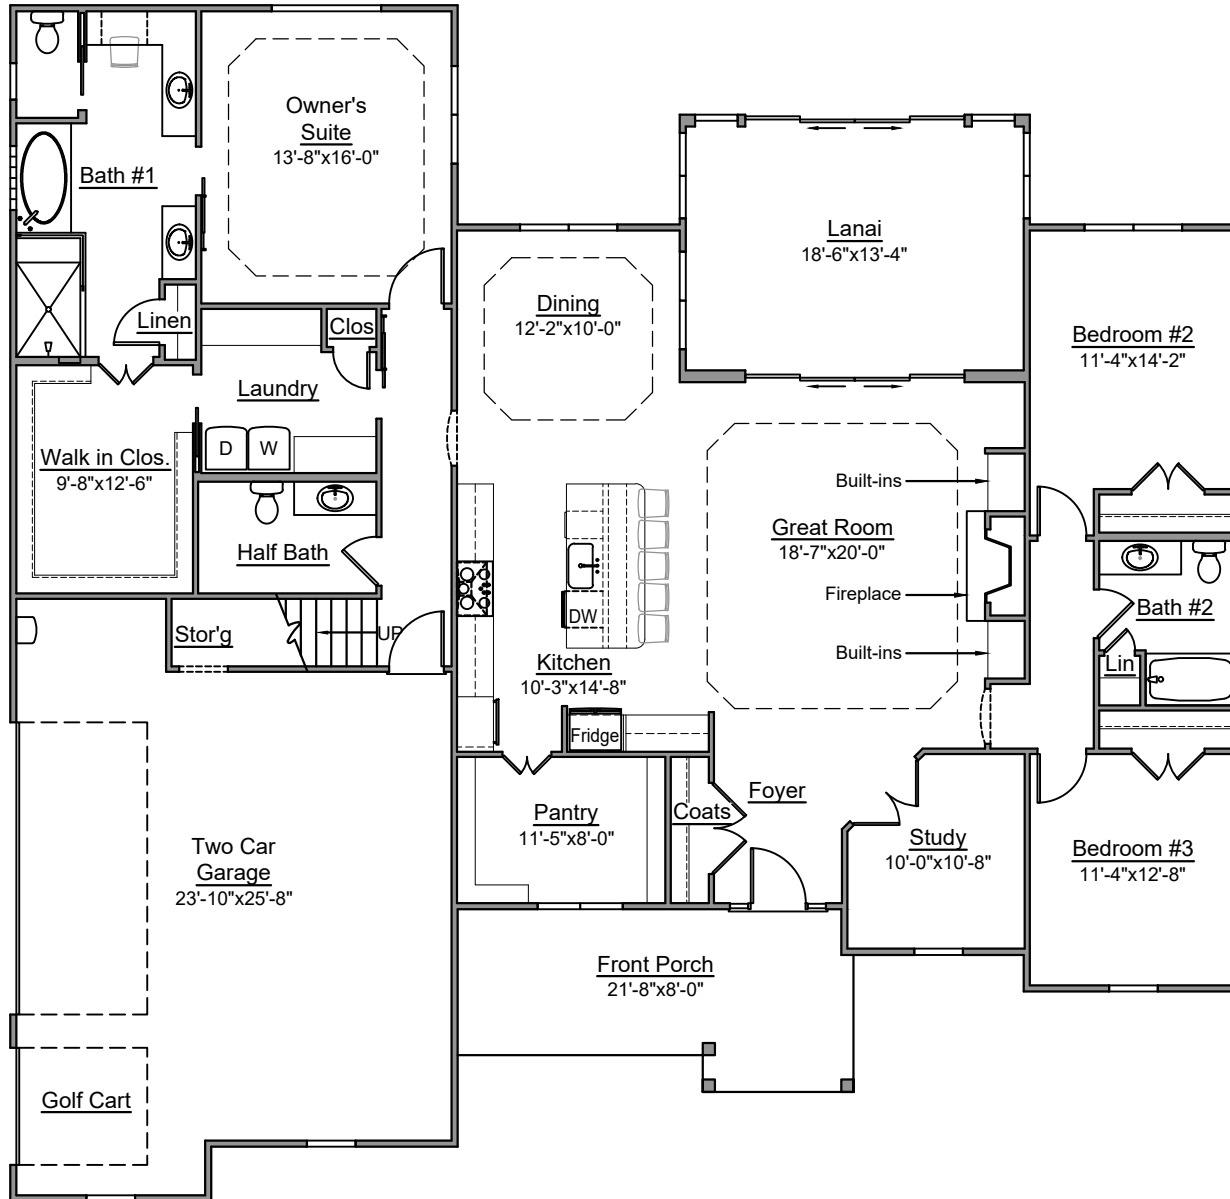 Owner's
Suite
13'-8"x16'-0"
Bath #1
Linen
Clos
Laundry
D
W
Walk in Clos.
9'-8"x12'-6"
Half Bath
Stor'g
UP
Dining
12'-2"x10'-0"
Lanai
18'-6"x13'-4"
Bedroom #2
11'-4"x14'-2"
Built-ins
Great Room
18'-7"x20'-0"
Fireplace
Built-ins
DW
Kitchen
10'-3"x14'-8"
Fridge
Bath #2
Lin
Pantry
11'-5"x8'-0"
Coats
Foyer
Study
10'-0"x10'-8"
Bedroom #3
11'-4"x12'-8"
Two Car
Garage
23'-10"x25'-8"
Front Porch
21'-8"x8'-0"
Golf Cart